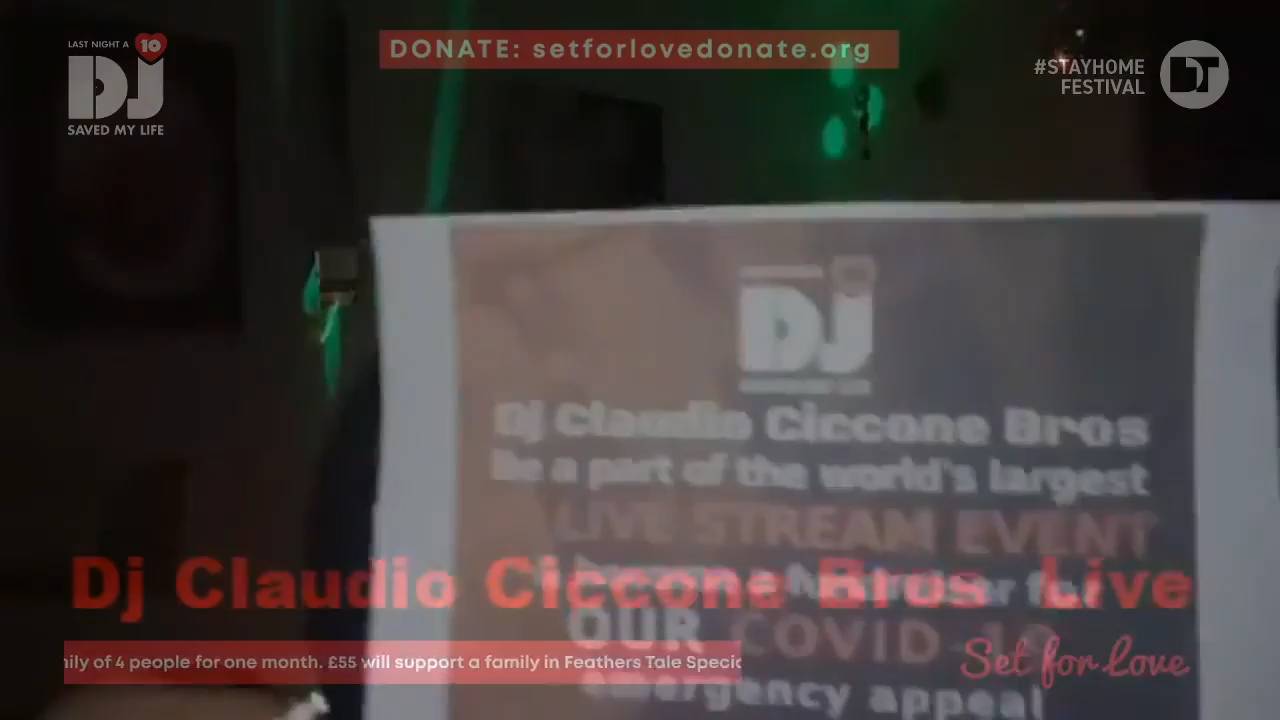 LAST NIGHT A 10
DJ
SAVED MY LIFE
DONATE: setforlovedonate.org
#STAYHOME
FESTIVAL
DT
DJ
Dj Claudio Ciccone Bros
Be a part of the world's largest
LIVE STREAM EVENT
OUR COVID-19
emergency appeal
Dj Claudio Ciccone Bros Live
ily of 4 people for one month. £55 will support a family in Feathers Tale Speci
Set for Love